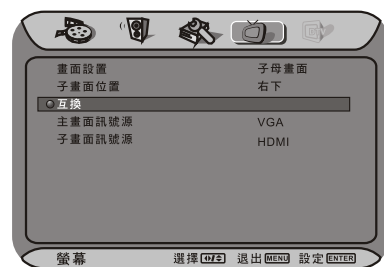 畫面設置 子母畫面
子畫面位置 右下
互換
主畫面訊號源 VGA
子畫面訊號源 HDMI
螢幕 選擇 退出 MENU 設定 ENTER